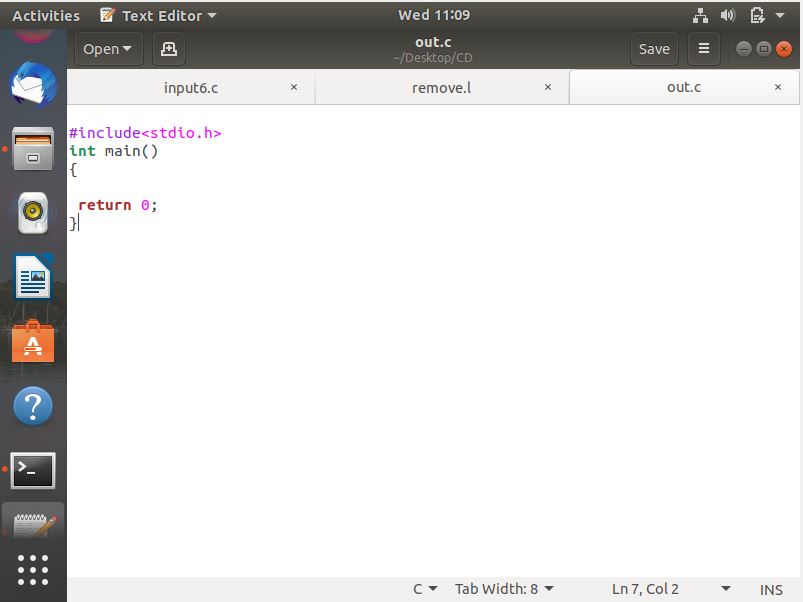 Activities Text Editor Wed 11:09
Open out.c Save
~/Desktop/CD
input6.c × remove.l × out.c ×
#include<stdio.h>
int main()
{
return 0;
}
C Tab Width: 8 Ln 7, Col 2 INS